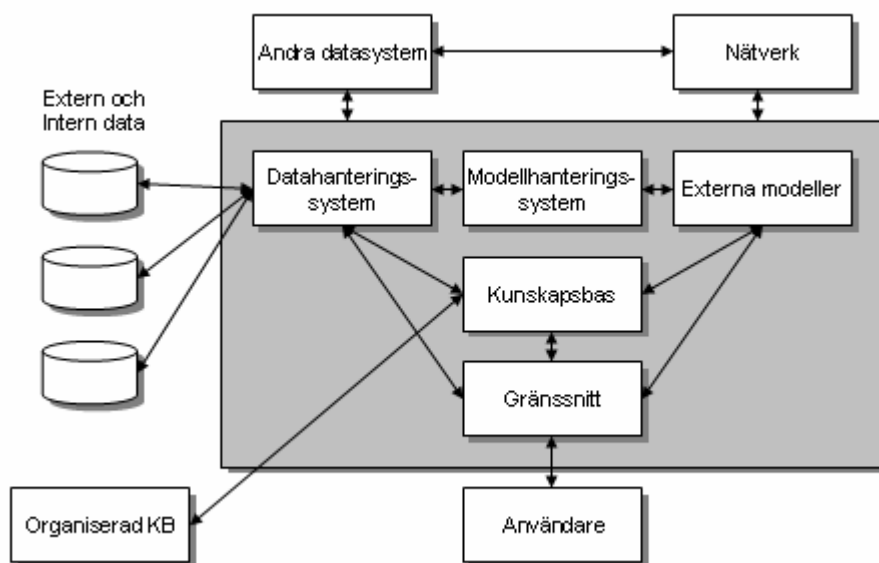 Andra datasystem
Nätverk
Extern och
Intern data
Datahanterings-
system
Modellhanterings-
system
Externa modeller
Kunskapsbas
Gränssnitt
Organiserad KB
Användare